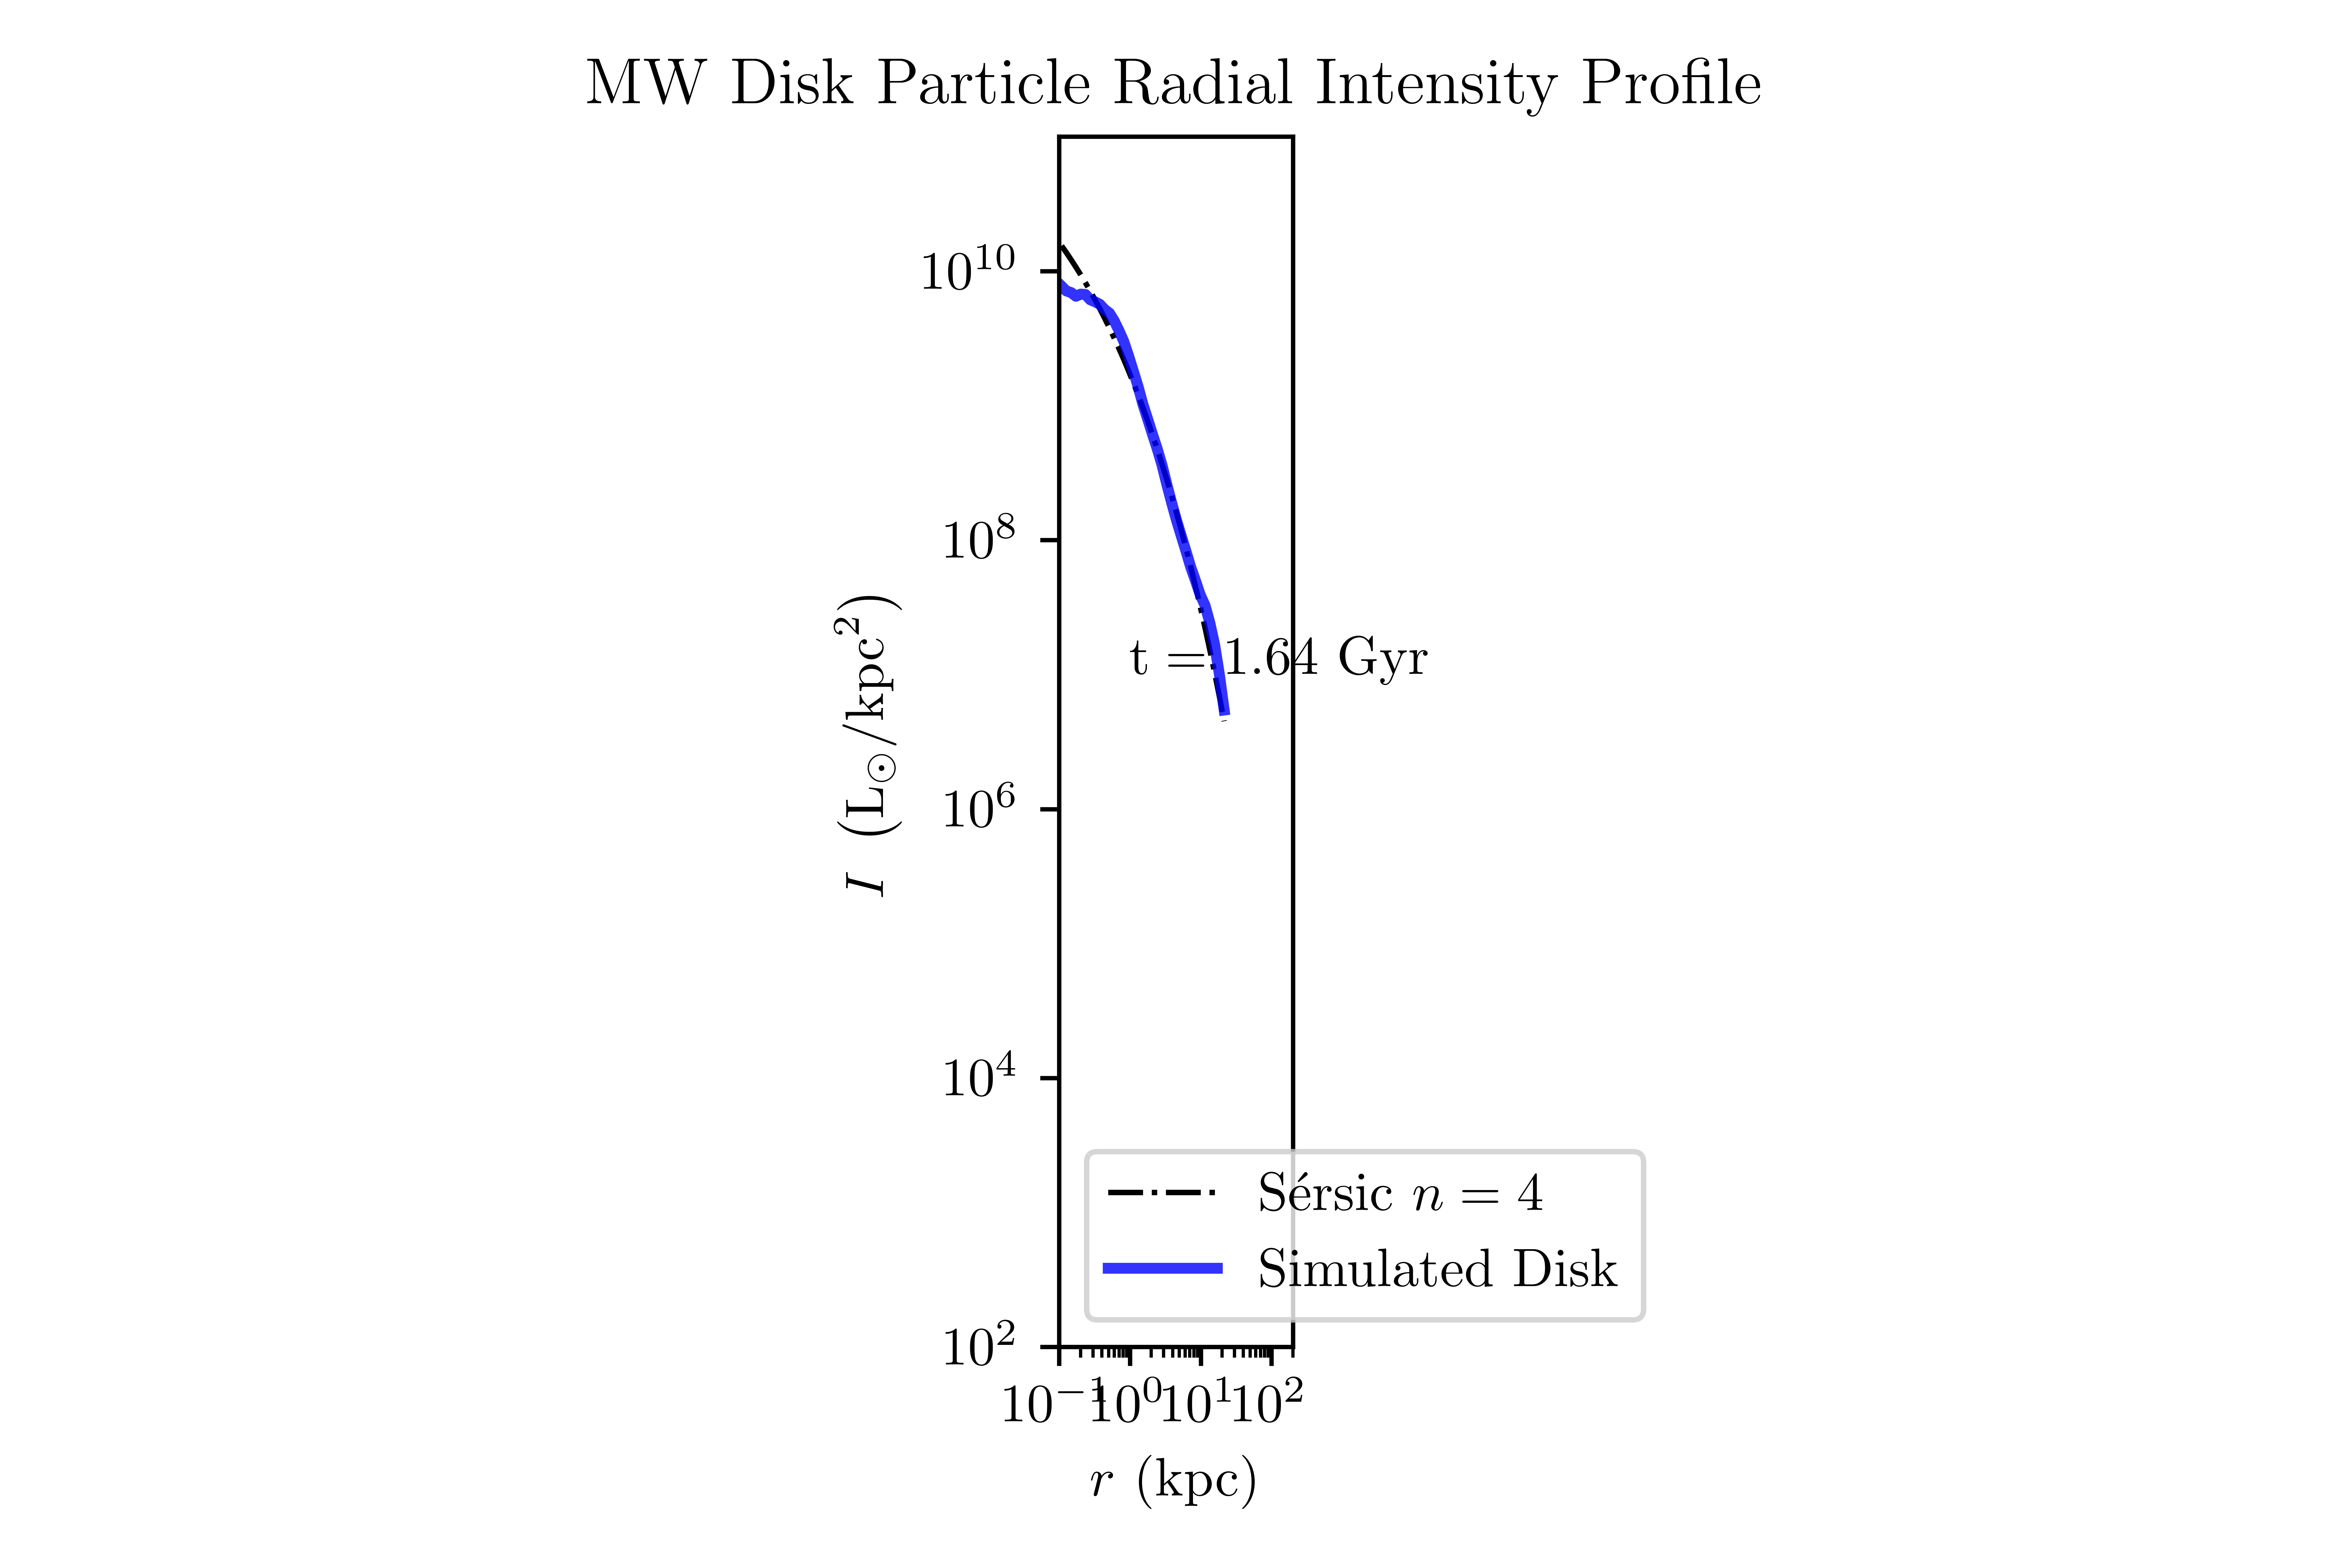 MW Disk Particle Radial Intensity Profile
10^10
10^8
10^6
10^4
10^2
I (L⊙/kpc²)
t = 1.64 Gyr
Sérsic n = 4
Simulated Disk
10^−1 10^0 10^1 10^2
r (kpc)